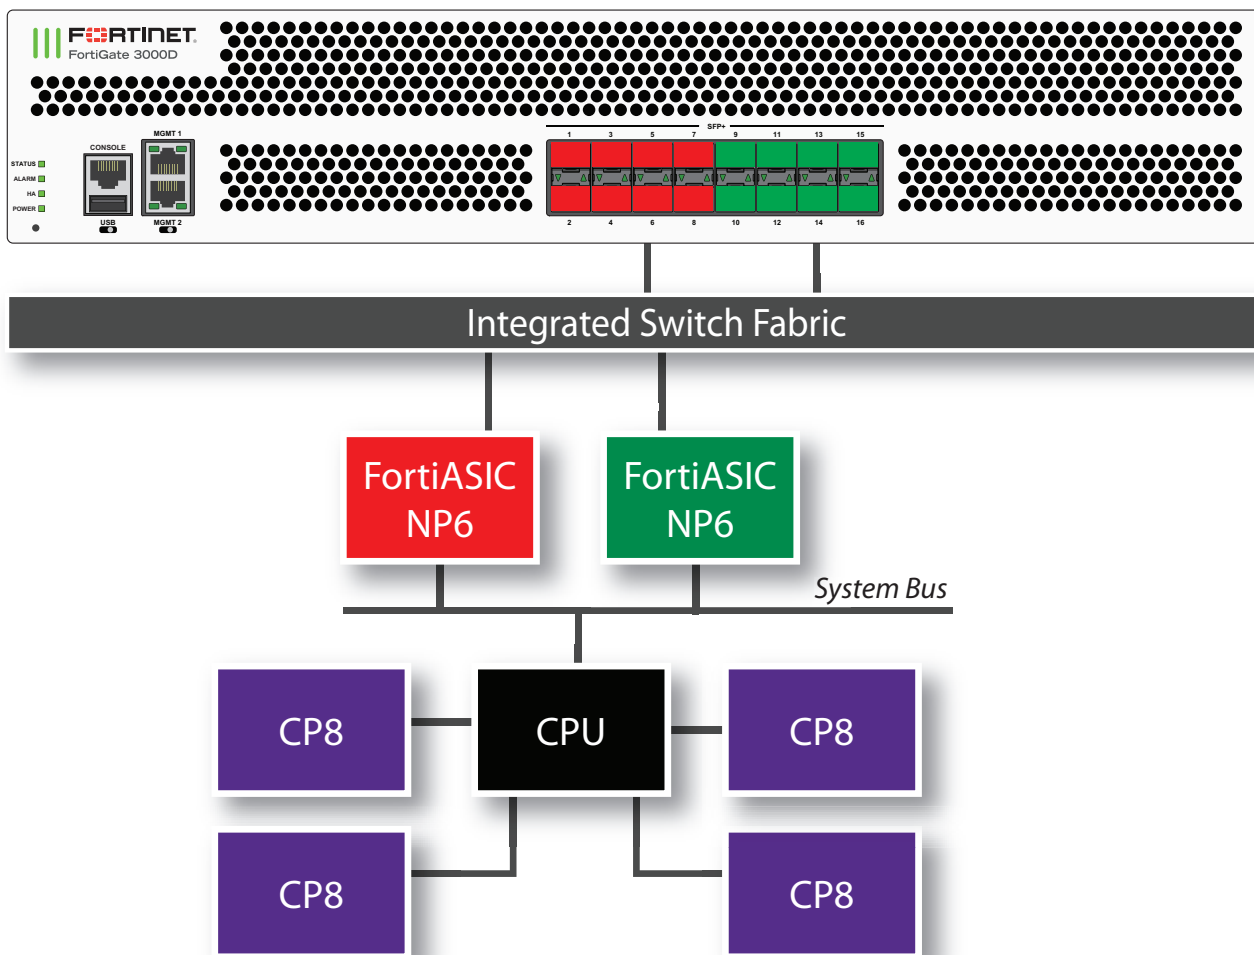 FORTINET
FortiGate 3000D
STATUS
ALARM
HA
POWER
CONSOLE
USB
MGMT 1
MGMT 2
SFP+
1 3 5 7 9 11 13 15
2 4 6 8 10 12 14 16
Integrated Switch Fabric
FortiASIC
NP6
FortiASIC
NP6
System Bus
CP8
CPU
CP8
CP8
CP8